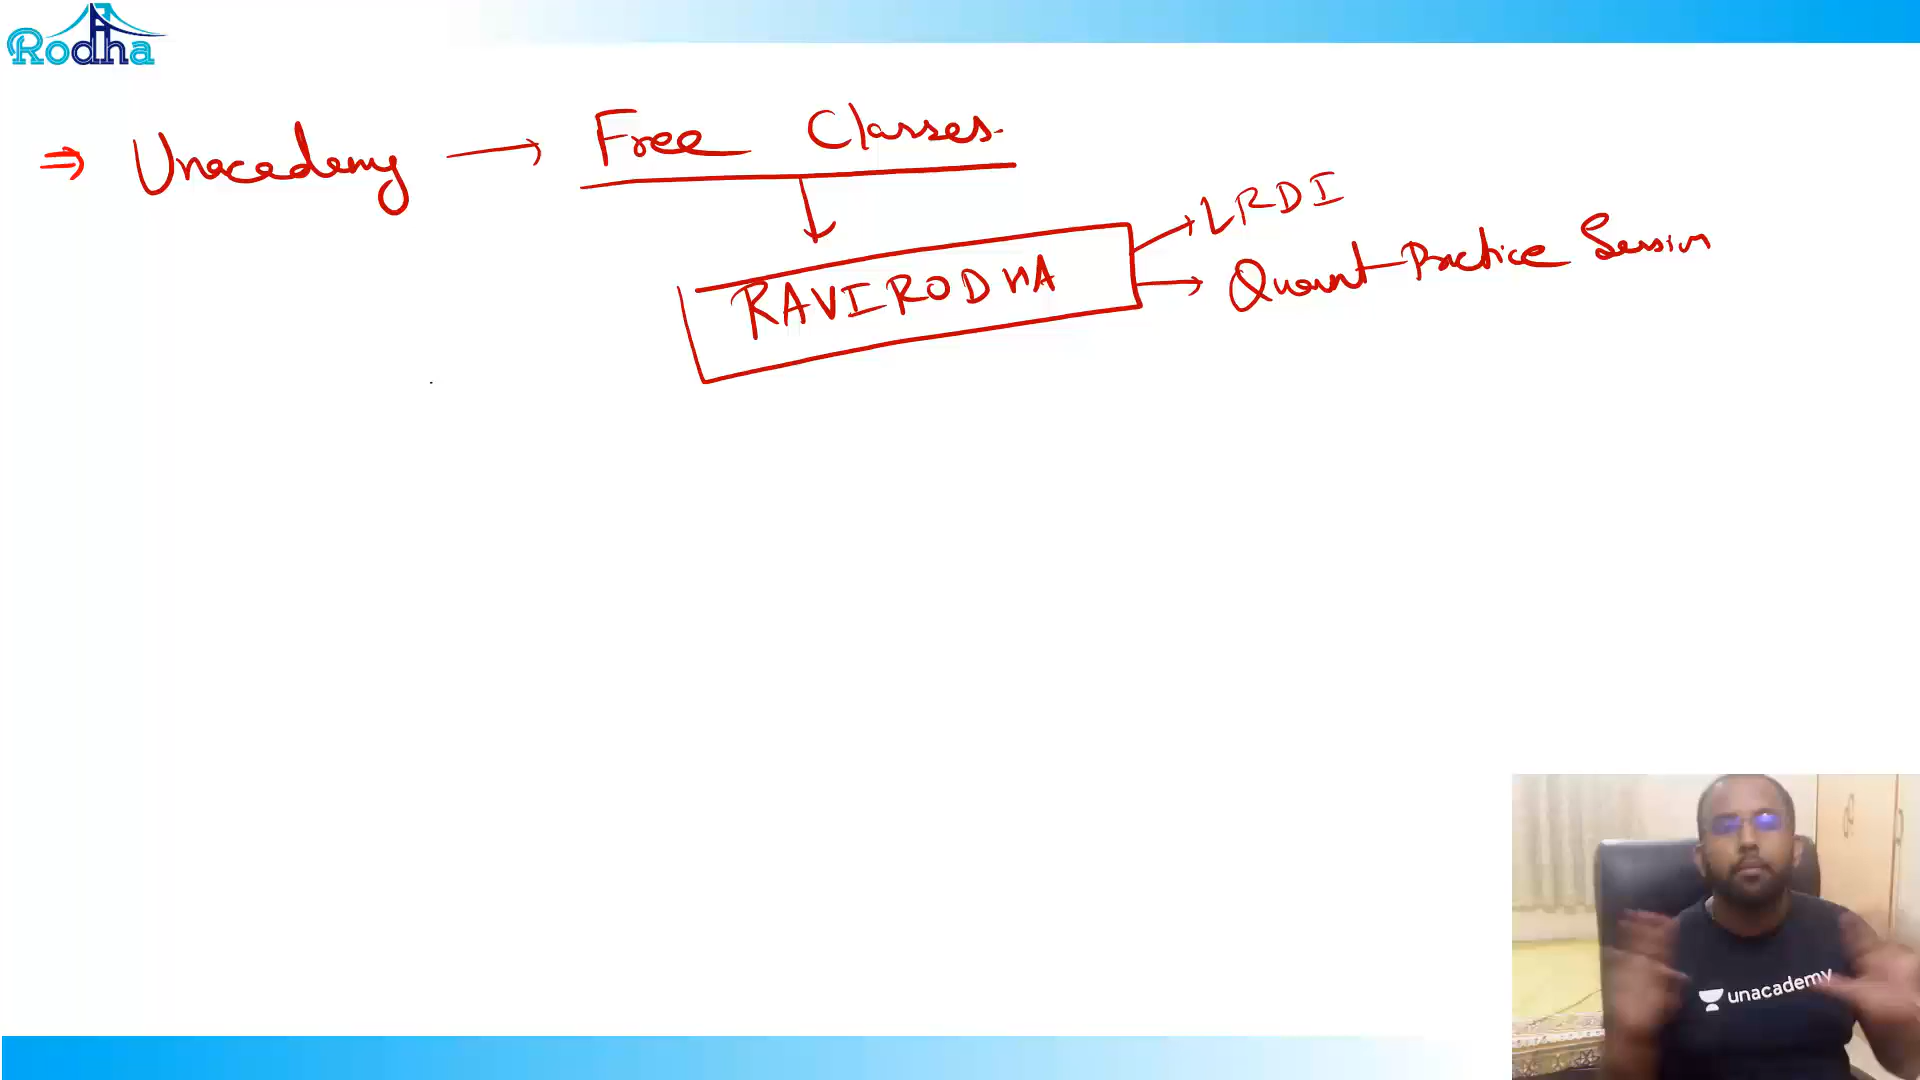 Rodha
⇒ Unacademy → Free Classes.
RAVIRODHA
→ LRDI
→ Quant Practice Session
unacademy